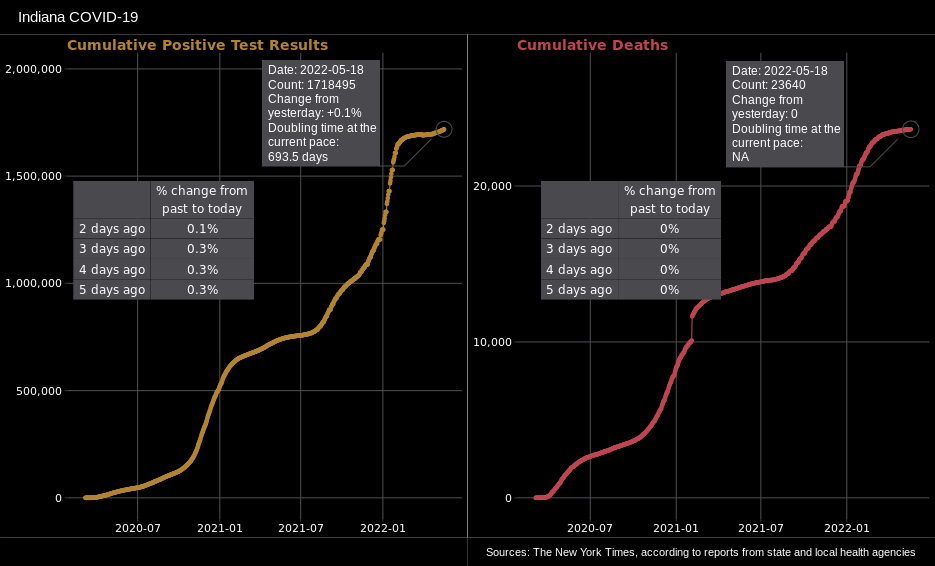 Indiana COVID-19
Cumulative Positive Test Results
2,000,000
1,500,000
1,000,000
500,000
0
2020-07 2021-01 2021-07 2022-01
Date: 2022-05-18
Count: 1718495
Change from
yesterday: +0.1%
Doubling time at the
current pace:
693.5 days
% change from
past to today
2 days ago 0.1%
3 days ago 0.3%
4 days ago 0.3%
5 days ago 0.3%
Cumulative Deaths
20,000
10,000
0
2020-07 2021-01 2021-07 2022-01
Date: 2022-05-18
Count: 23640
Change from
yesterday: 0
Doubling time at the
current pace:
NA
% change from
past to today
2 days ago 0%
3 days ago 0%
4 days ago 0%
5 days ago 0%
Sources: The New York Times, according to reports from state and local health agencies